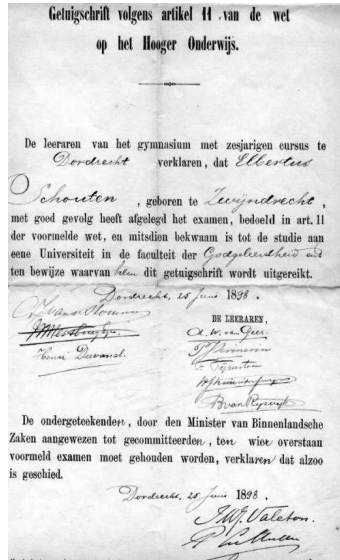 Getuigschrift volgens artikel 11 van de wet
op het Hooger Onderwijs.
De leeraren van het gymnasium met zesjarigen cursus te
Dordrecht verklaren, dat Elbertus
Schouten, geboren te Zwijndrecht,
met goed gevolg heeft afgelegd het examen, bedoeld in art. 11
der voormelde wet, en mitsdien bekwaam is tot de studie aan
eene Universiteit in de faculteit der Godgeleerdheid
ten bewijze waarvan hem dit getuigschrift wordt uitgereikt.
Dordrecht, 25 Juni 1898.
DE LEERAREN,
A. W. van Geer.
Henri Duvand.
De ondergeteekenden, door den Minister van Binnenlandsche
Zaken aangewezen tot gecommitteerden, ten wier overstaan
voormeld examen moet gehouden worden, verklaren dat alzoo
is geschied.
Dordrecht, 25 Juni 1898.
J.M.J. Valeton.